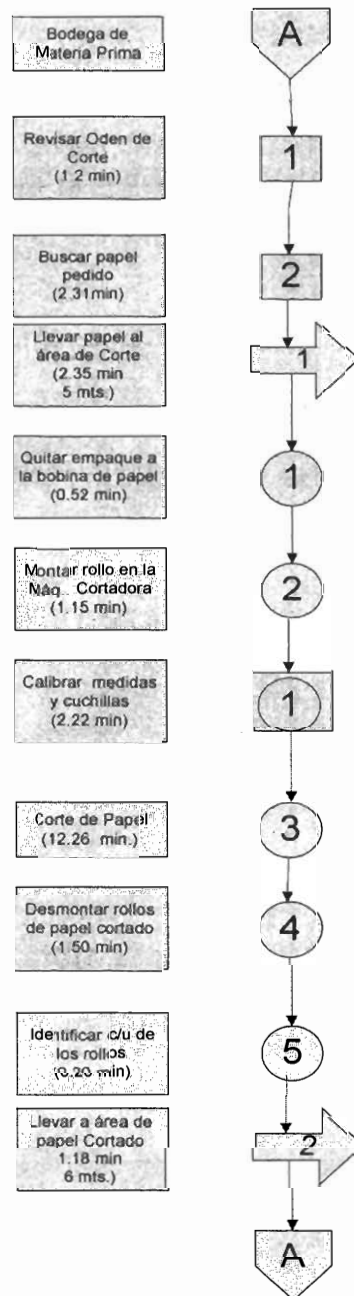 Bodega de
Materia Prima
A
Revisar Oden de
Corte
(1.2 min)
1
Buscar papel
pedido
(2.31min)
2
Llevar papel al
área de Corte
(2.35 min
5 mts.)
1
Quitar empaque a
la bobina de papel
(0.52 min)
1
Montar rollo en la
Máq.. Cortadora
(1.15 min)
2
Calibrar medidas
y cuchillas
(2.22 min)
1
Corte de Papel
(12.26 min.)
3
Desmontar rollos
de papel cortado
(1.50 min)
4
Identificar c/u de
los rollos
min)
5
Llevar a área de
papel Cortado
1.18 min
6 mts.)
2
A